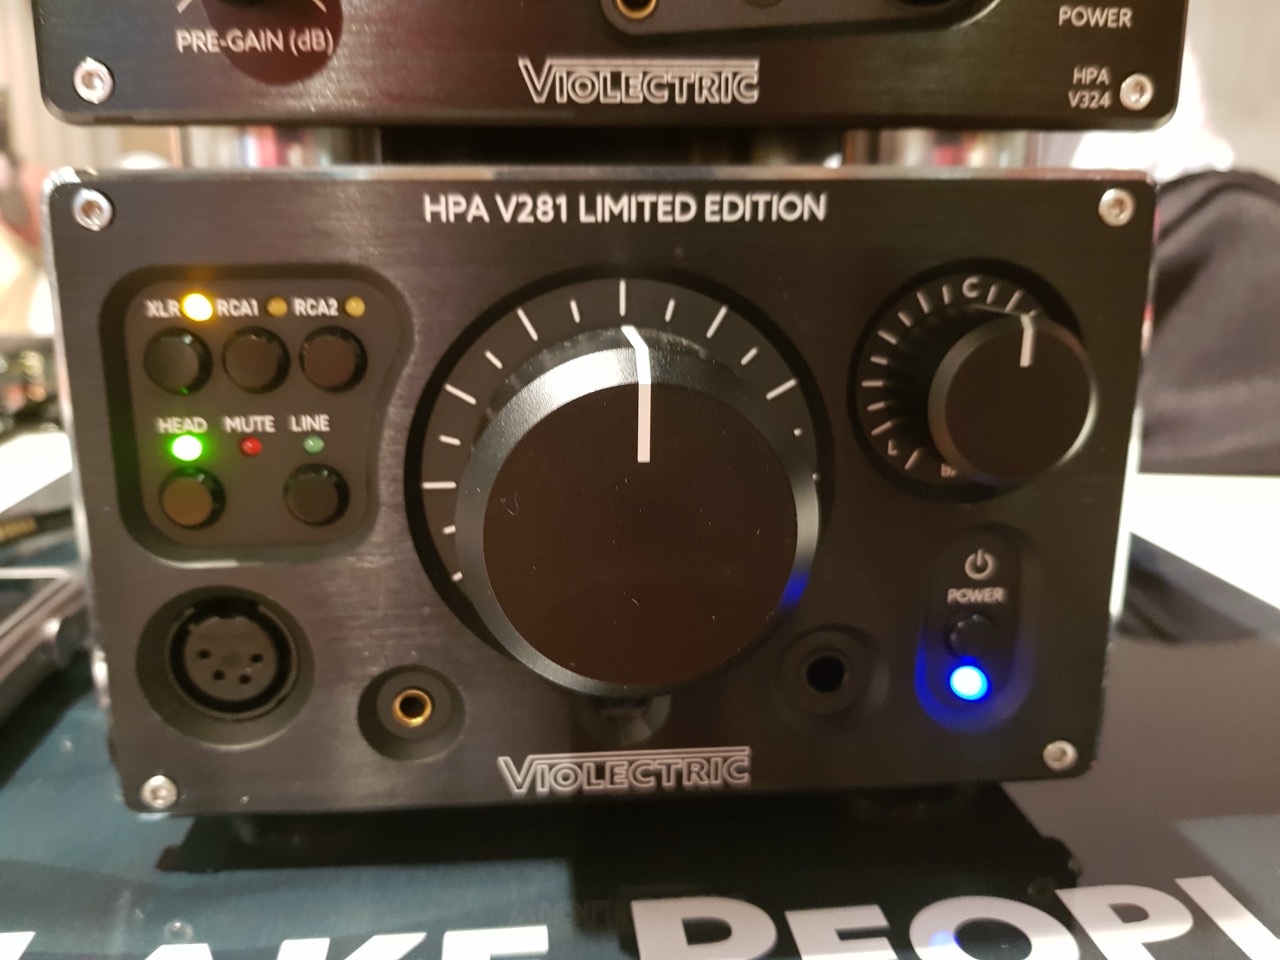 PRE-GAIN (dB)
POWER
VIOLECTRIC
HPA
V324
HPA V281 LIMITED EDITION
XLR RCA1 RCA2
C
HEAD MUTE LINE
POWER
VIOLECTRIC